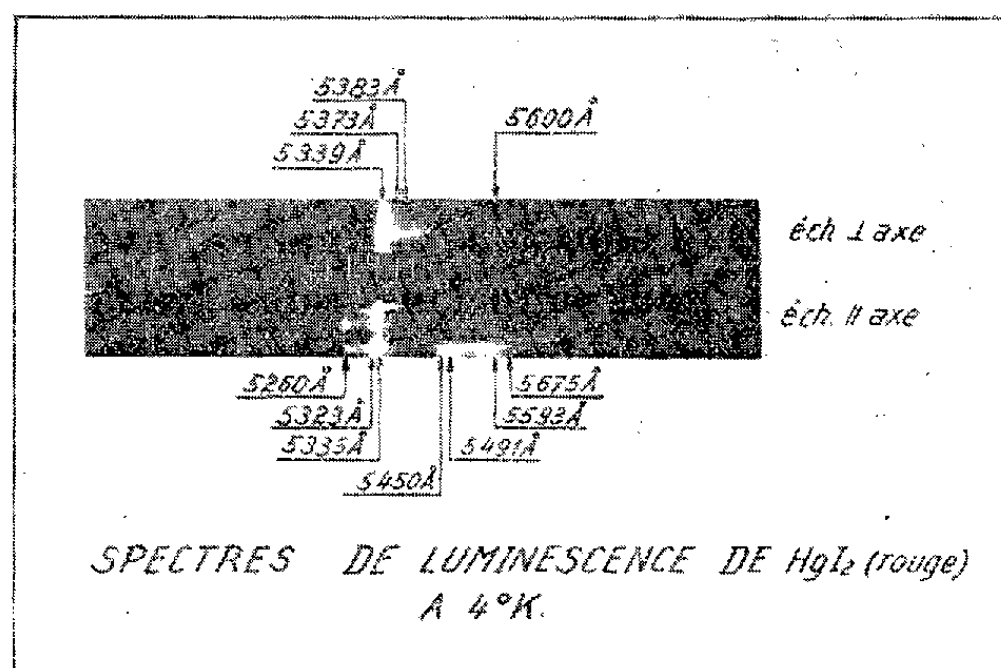 5383Å
5373Å 5600Å
5339Å
éch ⊥ axe
éch. // axe
5260Å 5675Å
5323Å 5593Å
5335Å 5491Å
5450Å
SPECTRES DE LUMINESCENCE DE HgI₂ (rouge)
A 4°K.